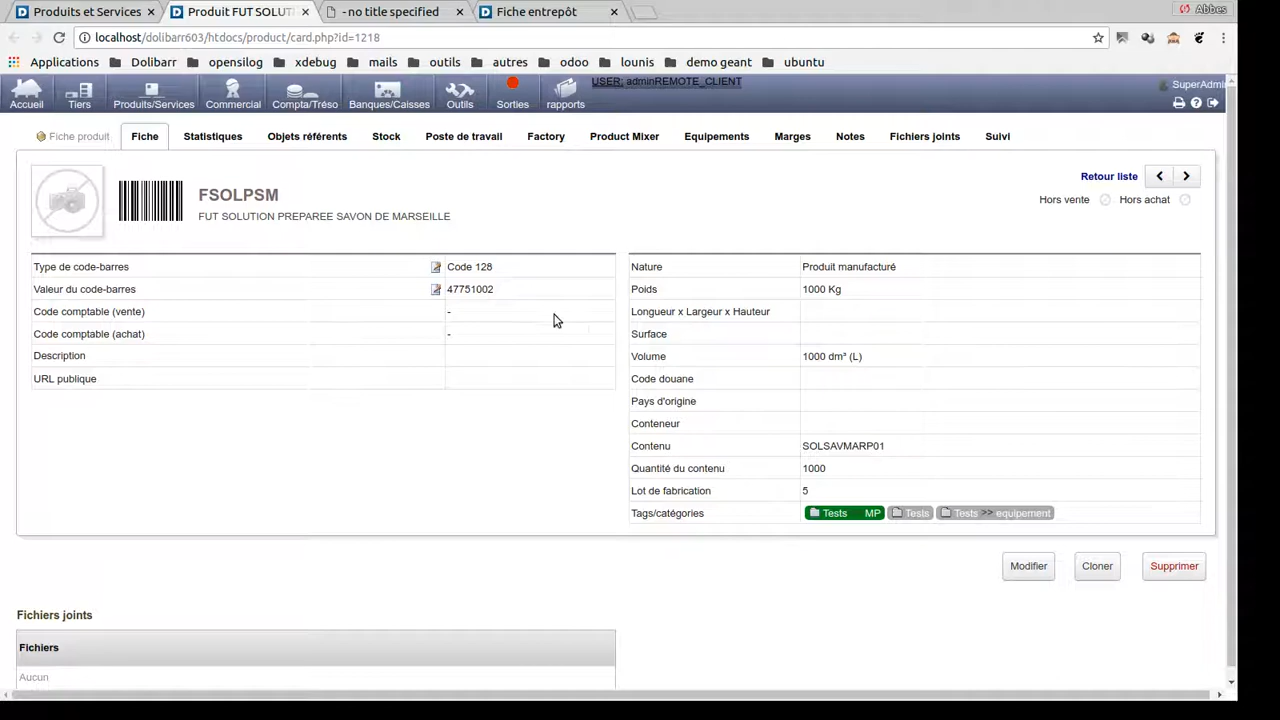 Produits et Services
Produit FUT SOLUT
- no title specified
Fiche entrepôt
Abbes
localhost/dolibarr603/htdocs/product/card.php?id=1218
Applications
Dolibarr
opensilog
xdebug
mails
outils
autres
odoo
lounis
demo geant
ubuntu
USER: adminREMOTE_CLIENT
SuperAdmi
Accueil
Tiers
Produits/Services
Commercial
Compta/Tréso
Banques/Caisses
Outils
Sorties
rapports
Fiche produit
Fiche
Statistiques
Objets référents
Stock
Poste de travail
Factory
Product Mixer
Equipements
Marges
Notes
Fichiers joints
Suivi
FSOLPSM
FUT SOLUTION PREPAREE SAVON DE MARSEILLE
Retour liste
Hors vente
Hors achat
Type de code-barres
Code 128
Valeur du code-barres
47751002
Code comptable (vente)
-
Code comptable (achat)
-
Description
URL publique
Nature
Produit manufacturé
Poids
1000 Kg
Longueur x Largeur x Hauteur
Surface
Volume
1000 dm³ (L)
Code douane
Pays d'origine
Conteneur
Contenu
SOLSAVMARP01
Quantité du contenu
1000
Lot de fabrication
5
Tags/catégories
Tests MP
Tests
Tests >> equipement
Modifier
Cloner
Supprimer
Fichiers joints
Fichiers
Aucun